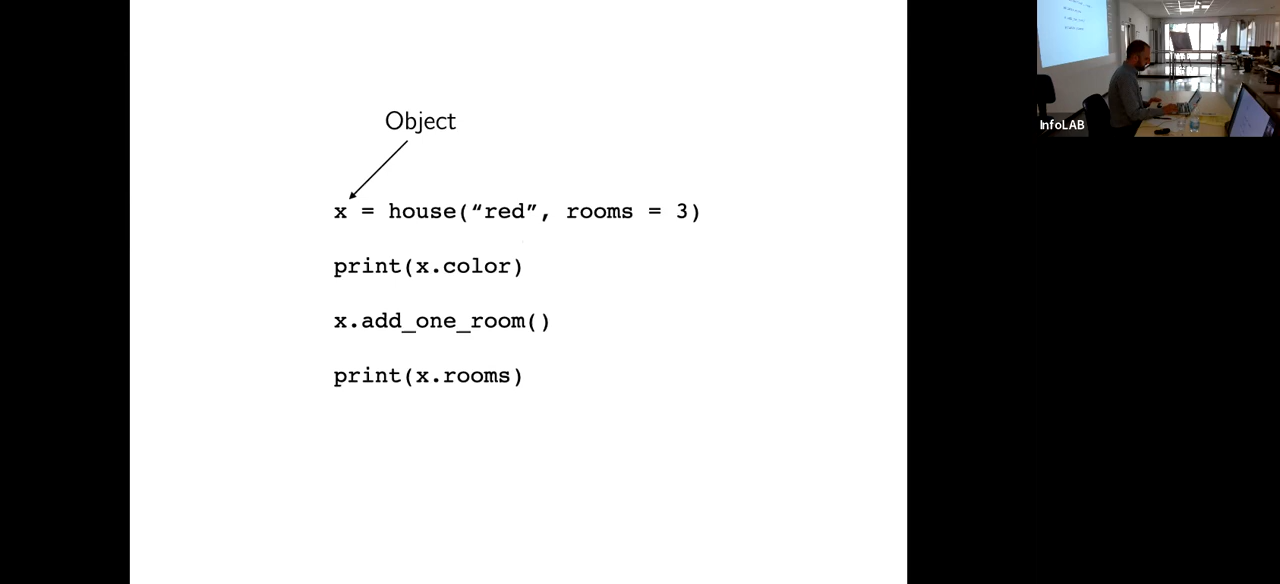 Object
x = house(“red”, rooms = 3)
print(x.color)
x.add_one_room()
print(x.rooms)
InfoLAB